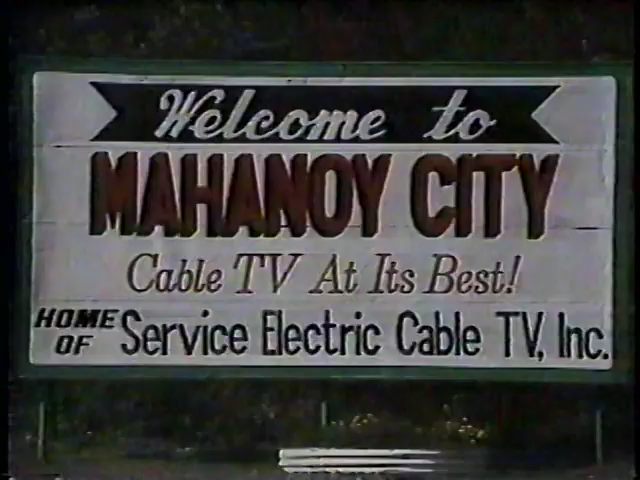 Welcome to
MAHANOY CITY
Cable TV At Its Best!
HOME OF Service Electric Cable TV, Inc.